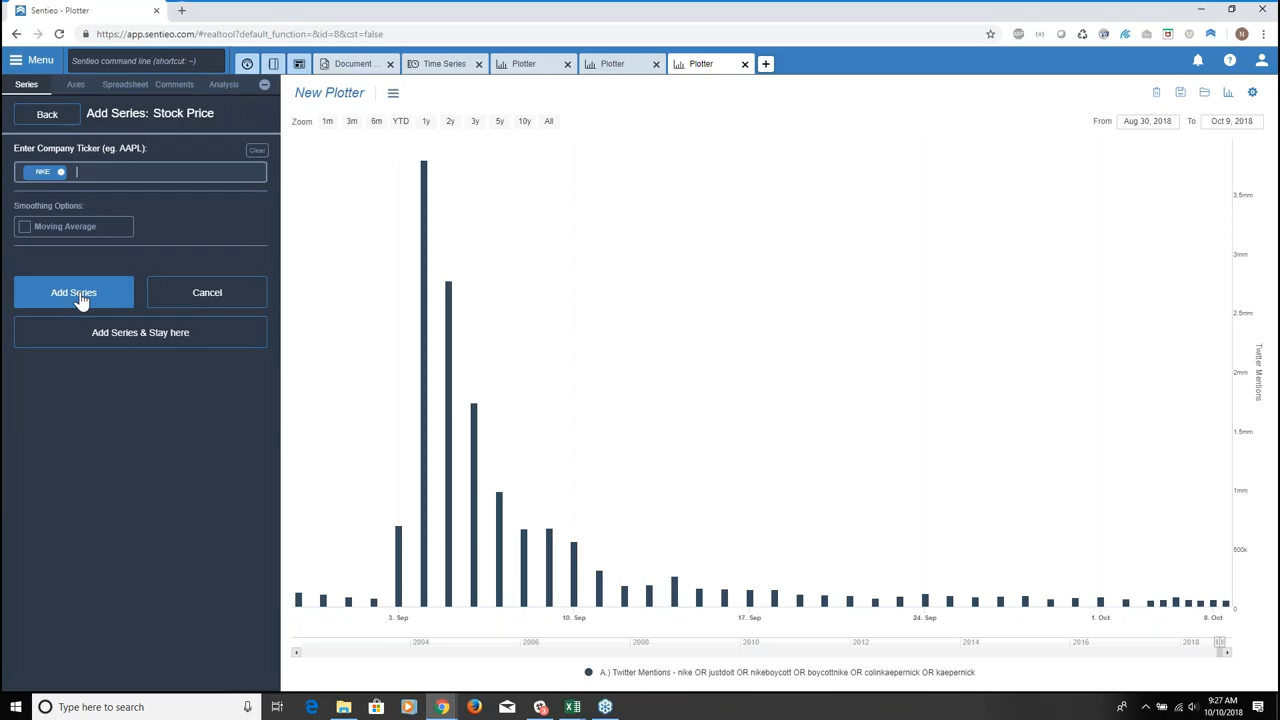 Sentieo - Plotter
https://app.sentieo.com/#realtool?default_function=&id=8&cst=false
N
Menu
Sentieo command line (shortcut: ~)
Document ...
Time Series
Plotter
Plotter
Plotter
Series
Axes
Spreadsheet
Comments
Analysis
Back
Add Series: Stock Price
Enter Company Ticker (eg. AAPL):
Clear
NKE
Smoothing Options:
Moving Average
Add Series
Cancel
Add Series & Stay here
New Plotter
Zoom
1m
3m
6m
YTD
1y
2y
3y
5y
10y
All
From
Aug 30, 2018
To
Oct 9, 2018
3.5mm
3mm
2.5mm
2mm
1.5mm
1mm
500k
0
Twitter Mentions
3. Sep
10. Sep
17. Sep
24. Sep
1. Oct
8. Oct
2004
2006
2008
2010
2012
2014
2016
2018
A.) Twitter Mentions - nike OR justdoit OR nikeboycott OR boycottnike OR colinkaepernick OR kaepernick
Type here to search
9:27 AM
10/10/2018